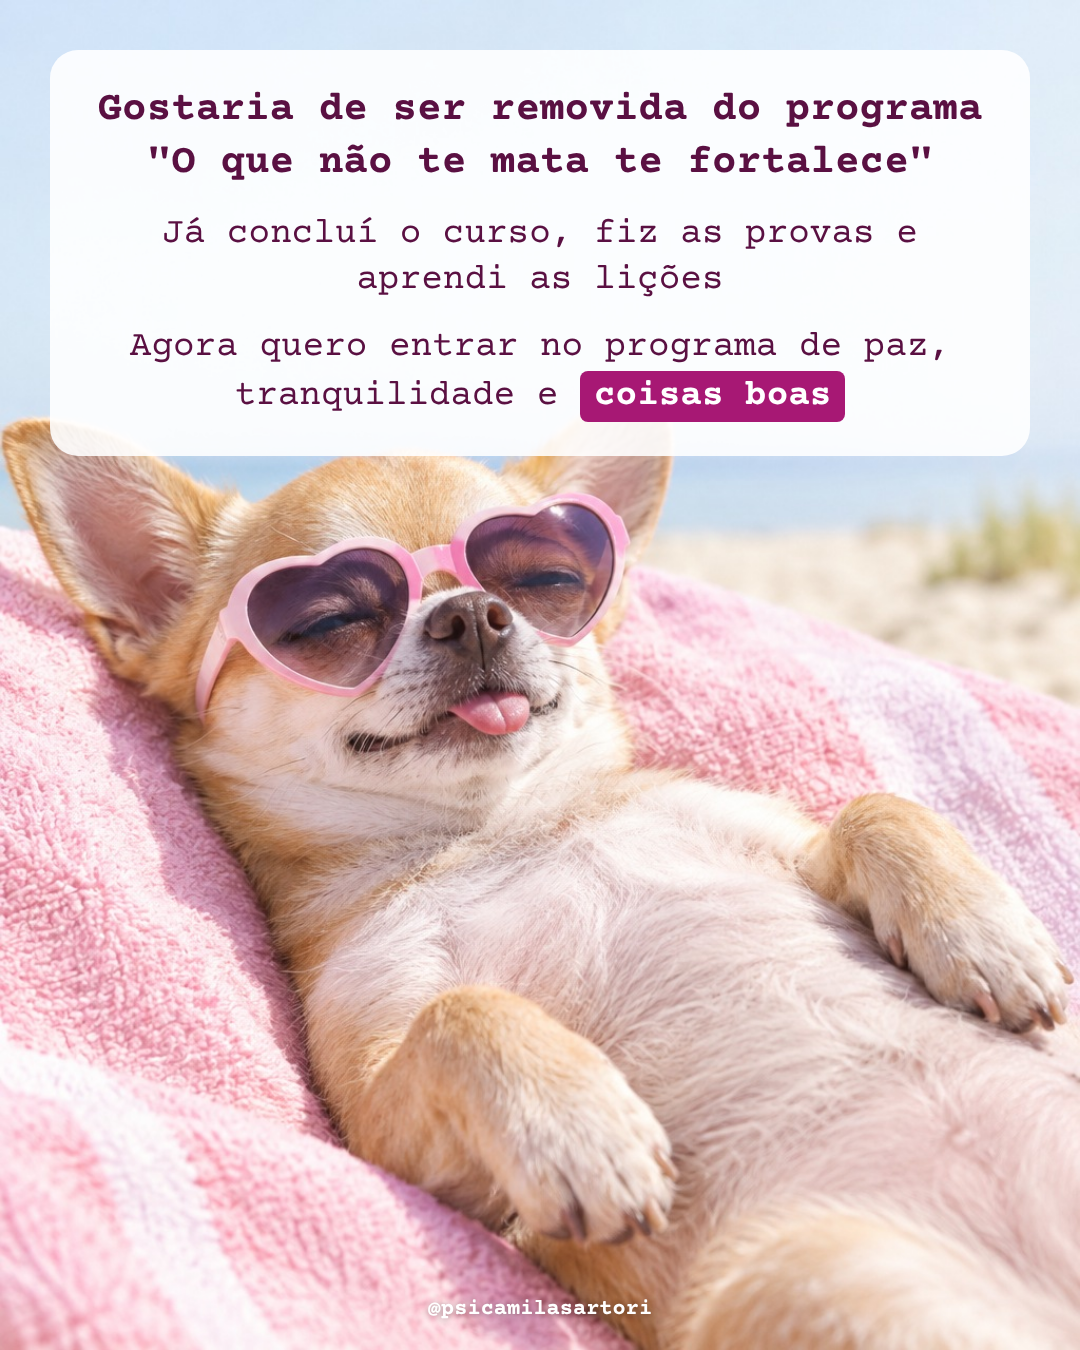 Gostaria de ser removida do programa
"O que não te mata te fortalece"
Já concluí o curso, fiz as provas e
aprendi as lições
Agora quero entrar no programa de paz,
tranquilidade e coisas boas
@psicamilasartori